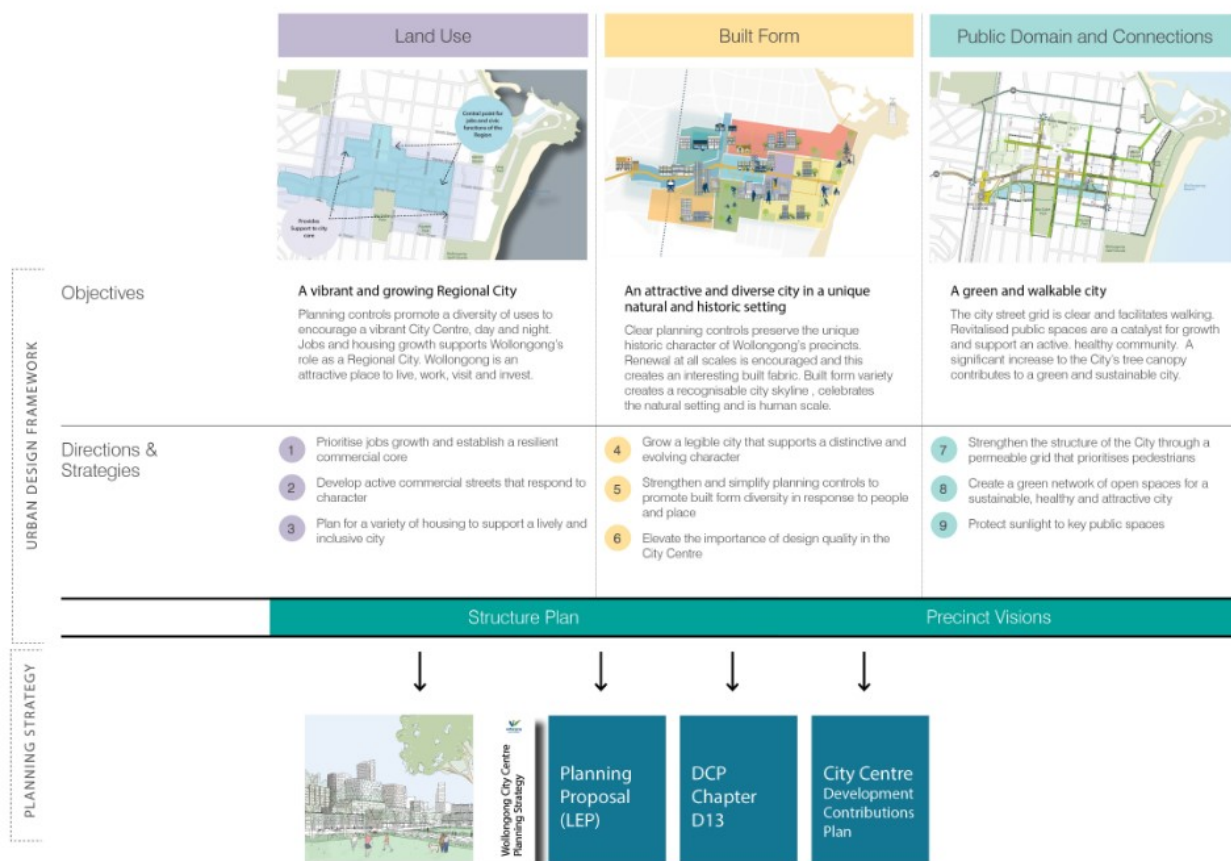 Land Use
Built Form
Public Domain and Connections
Central point for
jobs and civic
functions of the
Region
Provides
Support to city
core
URBAN DESIGN FRAMEWORK
Objectives
A vibrant and growing Regional City
Planning controls promote a diversity of uses to
encourage a vibrant City Centre, day and night.
Jobs and housing growth supports Wollongong's
role as a Regional City. Wollongong is an
attractive place to live, work, visit and invest.
An attractive and diverse city in a unique
natural and historic setting
Clear planning controls preserve the unique
historic character of Wollongong's precincts.
Renewal at all scales is encouraged and this
creates an interesting built fabric. Built form variety
creates a recognisable city skyline , celebrates
the natural setting and is human scale.
A green and walkable city
The city street grid is clear and facilitates walking.
Revitalised public spaces are a catalyst for growth
and support an active, healthy community. A
significant increase to the City's tree canopy
contributes to a green and sustainable city.
Directions &
Strategies
1 Prioritise jobs growth and establish a resilient
commercial core
2 Develop active commercial streets that respond to
character
3 Plan for a variety of housing to support a lively and
inclusive city
4 Grow a legible city that supports a distinctive and
evolving character
5 Strengthen and simplify planning controls to
promote built form diversity in response to people
and place
6 Elevate the importance of design quality in the
City Centre
7 Strengthen the structure of the City through a
permeable grid that prioritises pedestrians
8 Create a green network of open spaces for a
sustainable, healthy and attractive city
9 Protect sunlight to key public spaces
Structure Plan
Precinct Visions
PLANNING STRATEGY
Wollongong City Centre
Planning Strategy
Planning
Proposal
(LEP)
DCP
Chapter
D13
City Centre
Development
Contributions
Plan